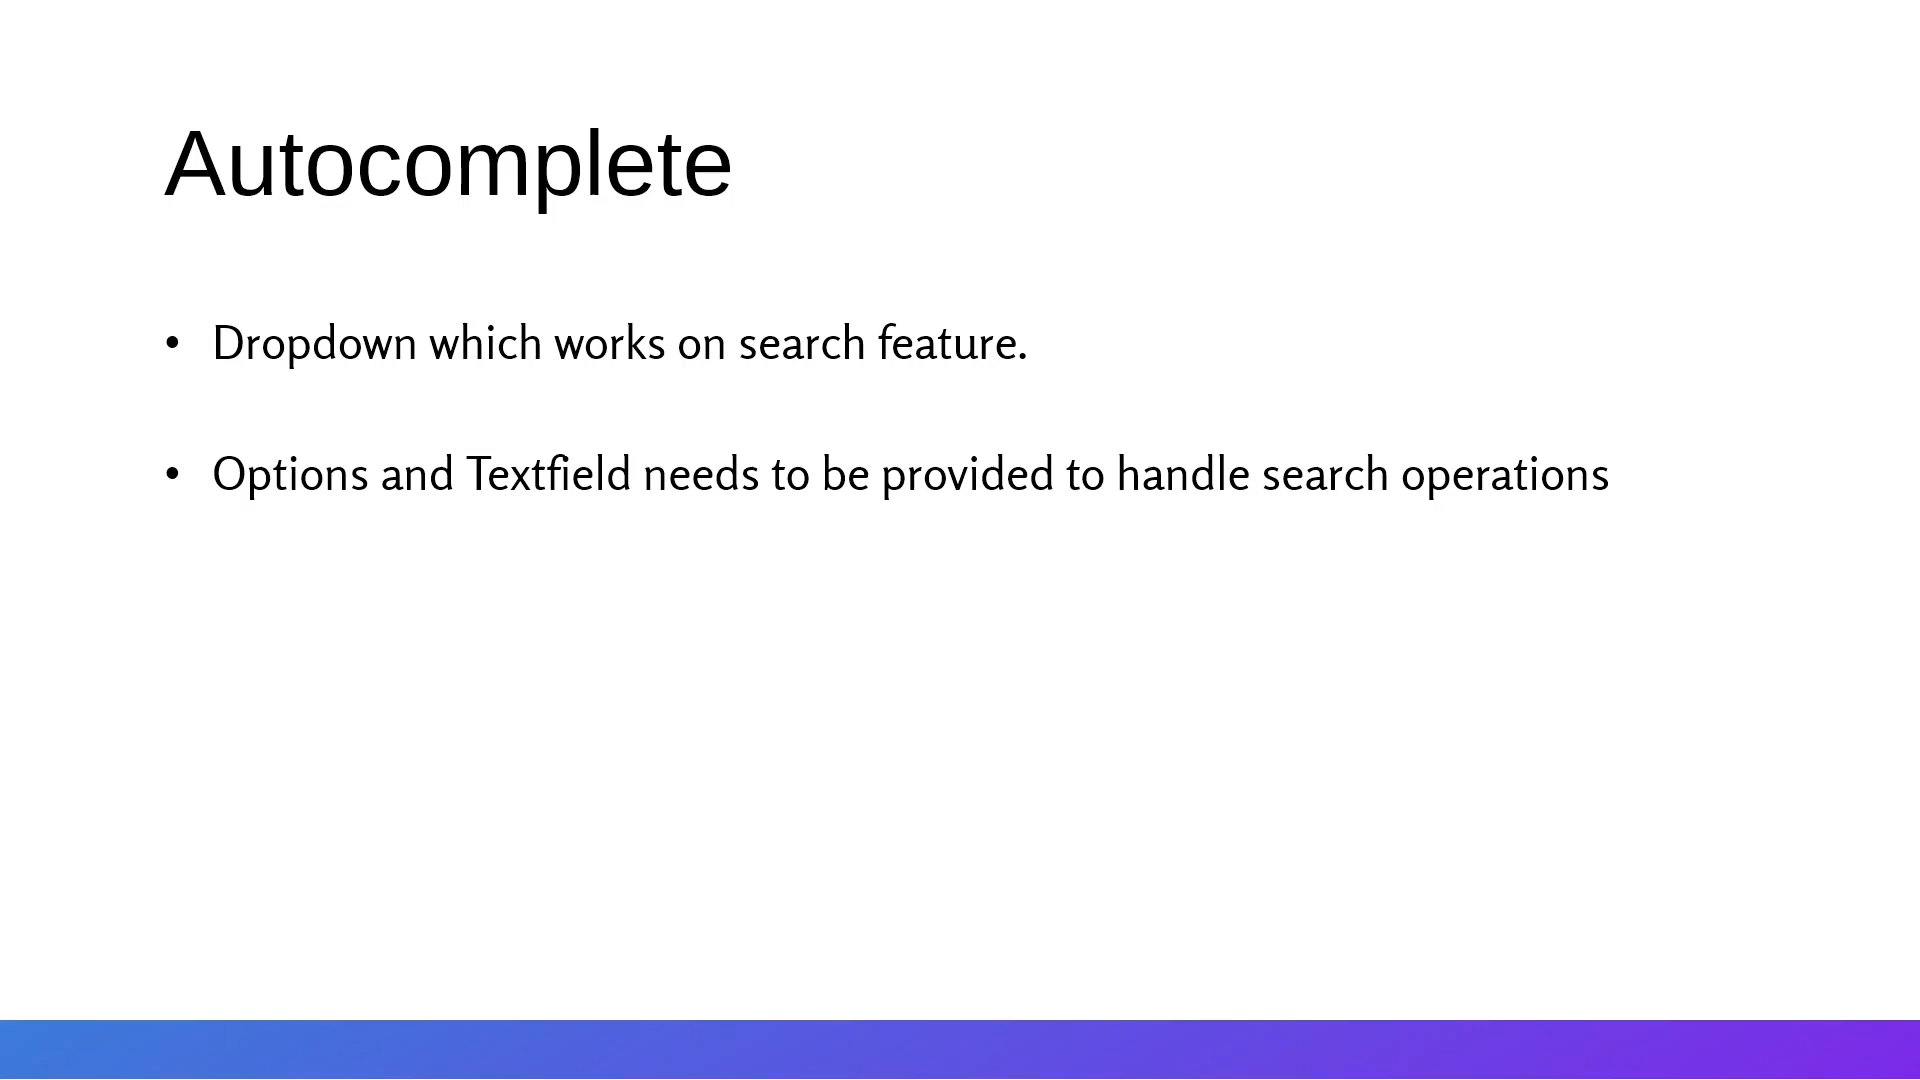 Autocomplete
• Dropdown which works on search feature.
• Options and Textfield needs to be provided to handle search operations